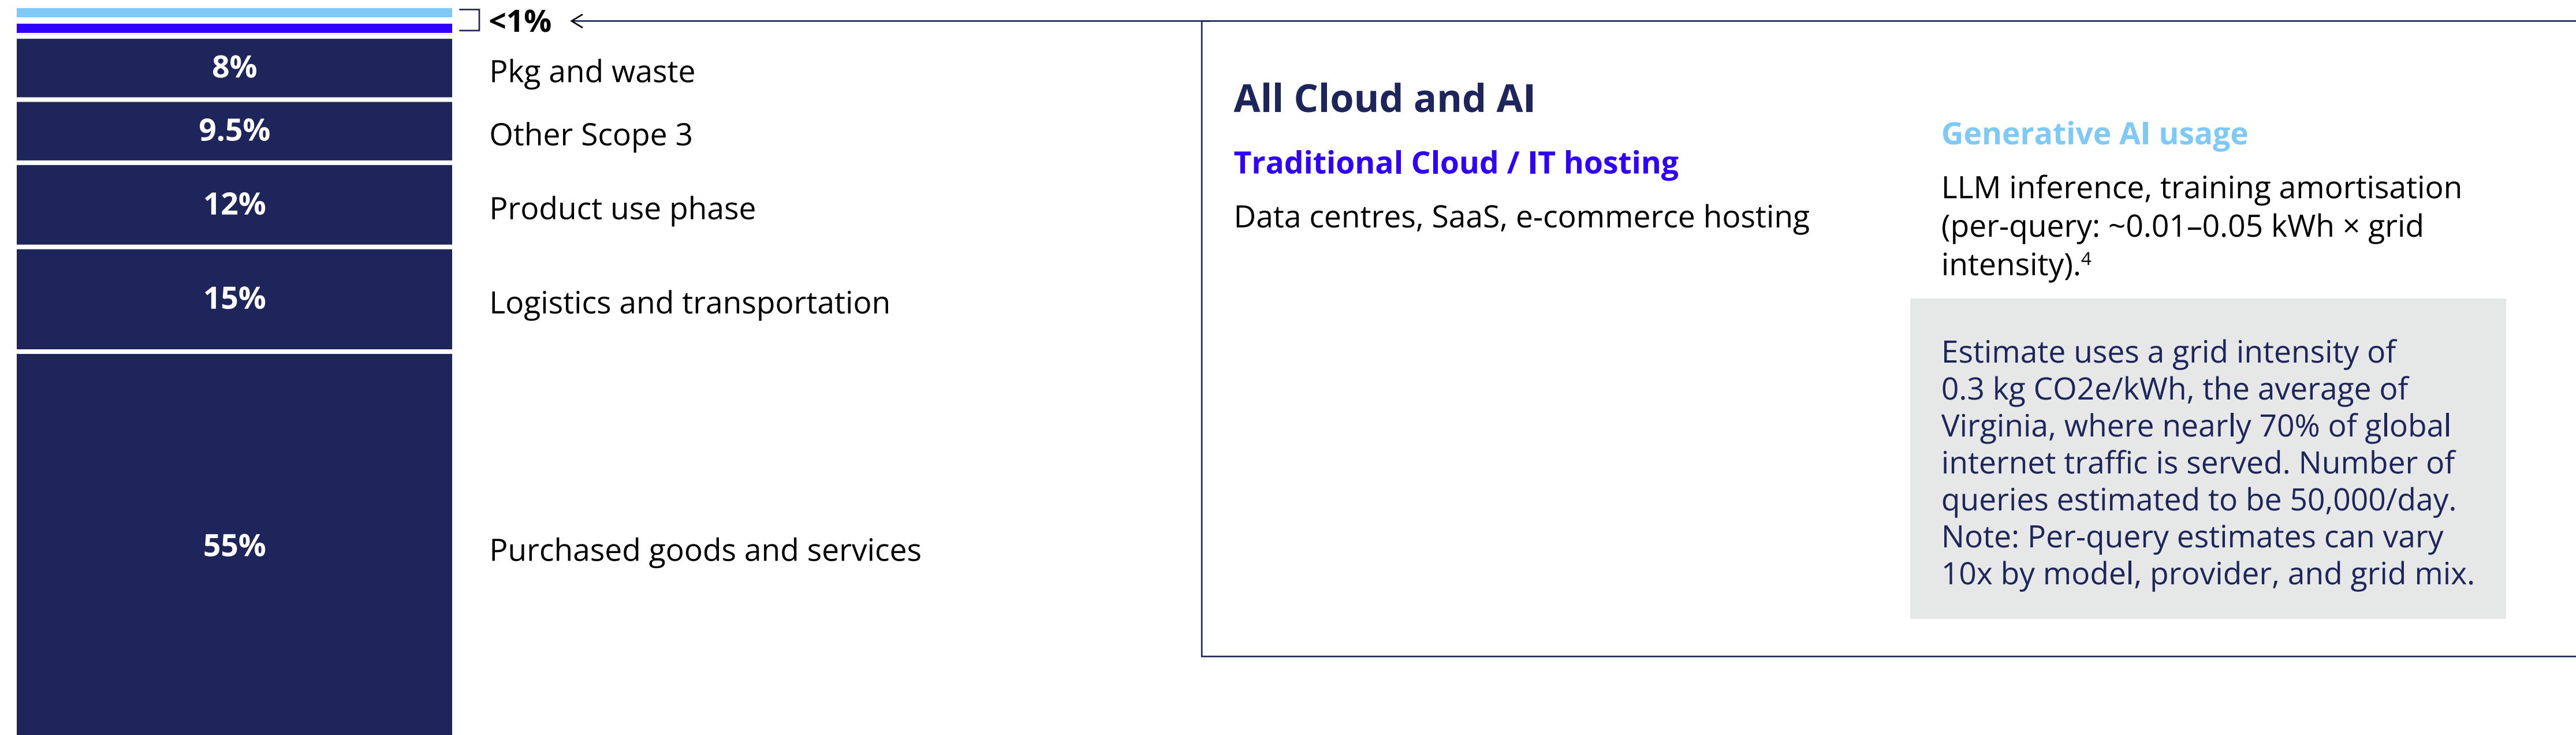 <1%
8%
Pkg and waste
9.5%
Other Scope 3
12%
Product use phase
15%
Logistics and transportation
55%
Purchased goods and services
All Cloud and AI
Traditional Cloud / IT hosting
Data centres, SaaS, e-commerce hosting
Generative AI usage
LLM inference, training amortisation
(per-query: ~0.01–0.05 kWh × grid
intensity).⁴
Estimate uses a grid intensity of
0.3 kg CO2e/kWh, the average of
Virginia, where nearly 70% of global
internet traffic is served. Number of
queries estimated to be 50,000/day.
Note: Per-query estimates can vary
10x by model, provider, and grid mix.